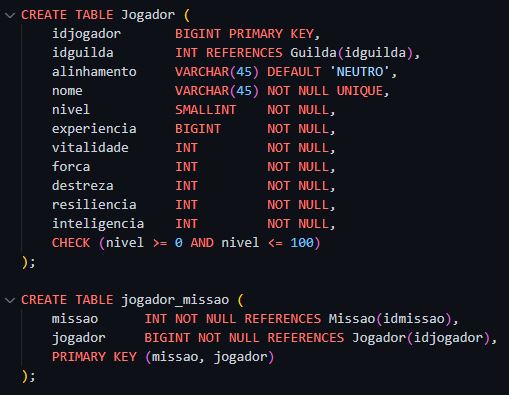 CREATE TABLE Jogador (
    idjogador       BIGINT PRIMARY KEY,
    idguilda        INT REFERENCES Guilda(idguilda),
    alinhamento     VARCHAR(45) DEFAULT 'NEUTRO',
    nome            VARCHAR(45) NOT NULL UNIQUE,
    nivel           SMALLINT    NOT NULL,
    experiencia     BIGINT      NOT NULL,
    vitalidade      INT         NOT NULL,
    forca           INT         NOT NULL,
    destreza        INT         NOT NULL,
    resiliencia     INT         NOT NULL,
    inteligencia    INT         NOT NULL,
    CHECK (nivel >= 0 AND nivel <= 100)
);
CREATE TABLE jogador_missao (
    missao      INT NOT NULL REFERENCES Missao(idmissao),
    jogador     BIGINT NOT NULL REFERENCES Jogador(idjogador),
    PRIMARY KEY (missao, jogador)
);